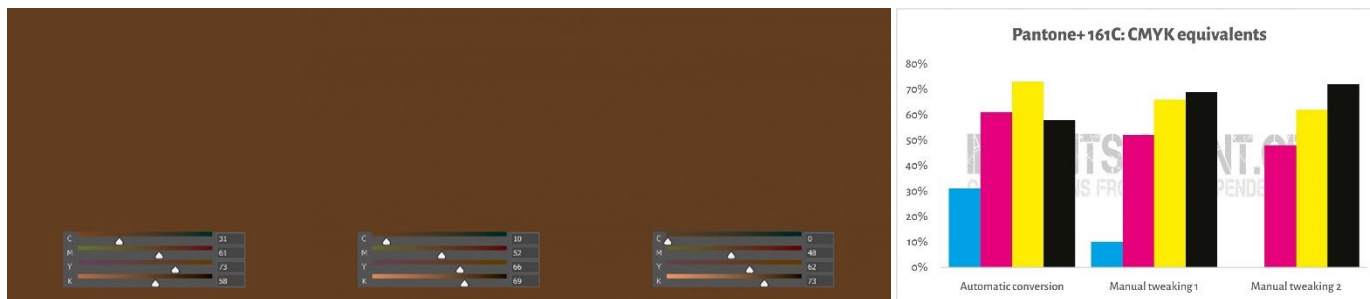 C 31
M 61
Y 73
K 58
C 10
M 52
Y 66
K 69
C 0
M 48
Y 62
K 73
Pantone+ 161C: CMYK equivalents
80%
70%
60%
50%
40%
30%
20%
10%
0%
Automatic conversion
Manual tweaking 1
Manual tweaking 2